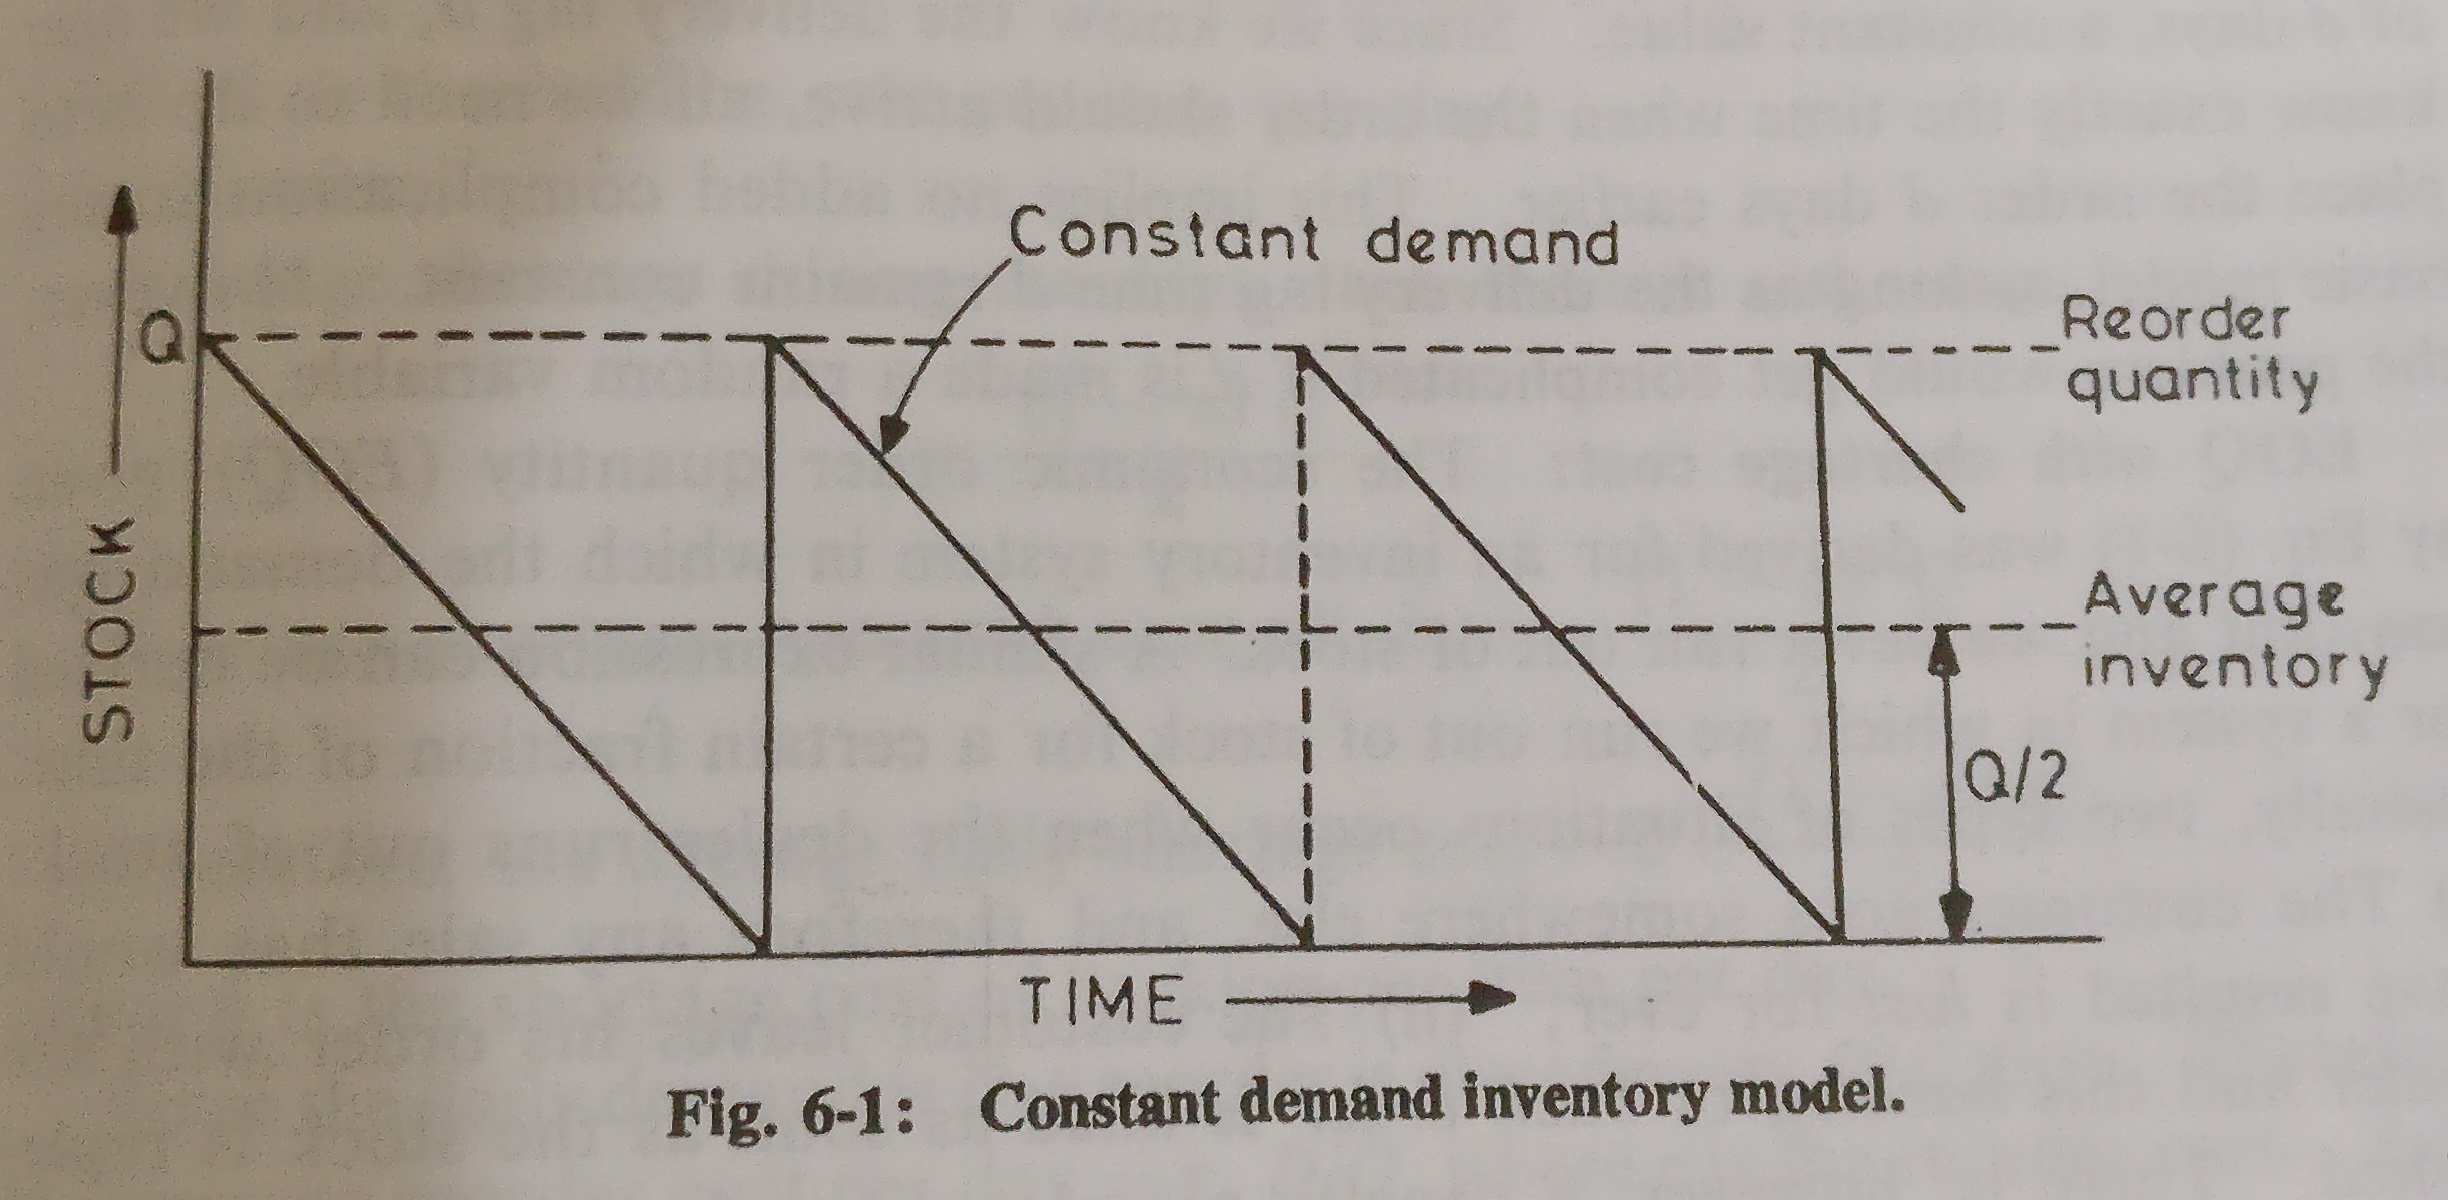 Constant demand
Q
Reorder
quantity
STOCK
Average
inventory
Q/2
TIME
Fig. 6-1: Constant demand inventory model.